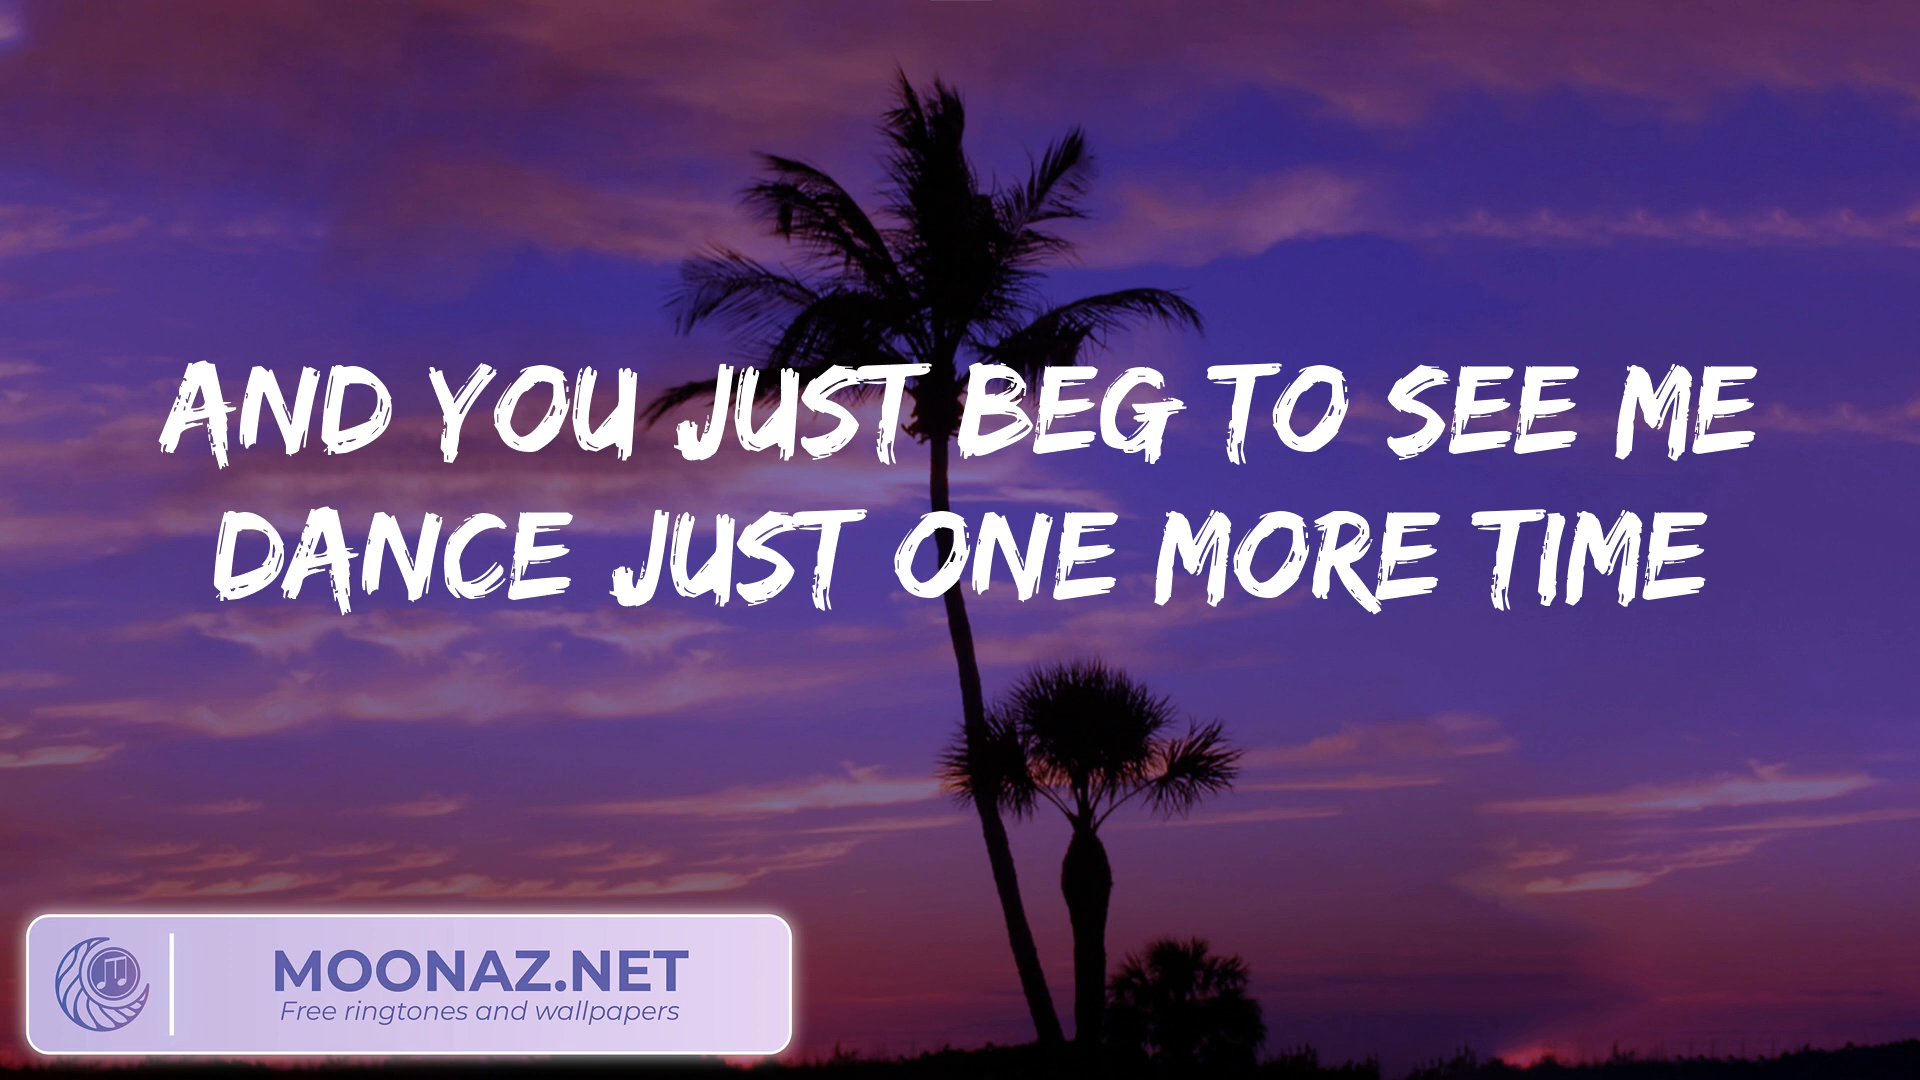 AND YOU JUST BEG TO SEE ME
DANCE JUST ONE MORE TIME
MOONAZ.NET
Free ringtones and wallpapers